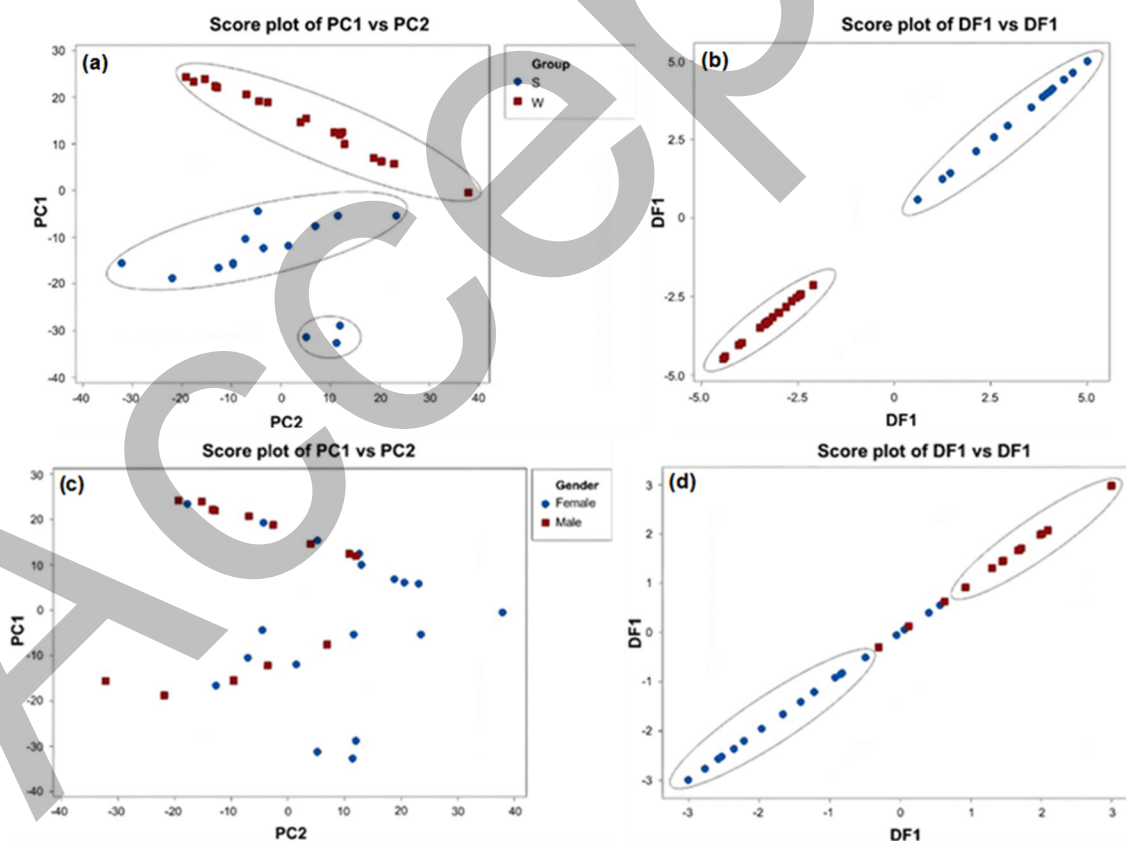 Score plot of PC1 vs PC2
(a)
30
20
10
0
-10
-20
-30
-40
PC1
-40
-30
-20
-10
0
10
20
30
40
PC2
Group
S
W
Score plot of DF1 vs DF1
(b)
5.0
2.5
0
-2.5
-5.0
DF1
-5.0
-2.5
0
2.5
5.0
DF1
Score plot of PC1 vs PC2
(c)
30
20
10
0
-10
-20
-30
-40
PC1
-40
-30
-20
-10
0
10
20
30
40
PC2
Gender
Female
Male
Score plot of DF1 vs DF1
(d)
3
2
1
0
-1
-2
-3
DF1
-3
-2
-1
0
1
2
3
DF1
Accep